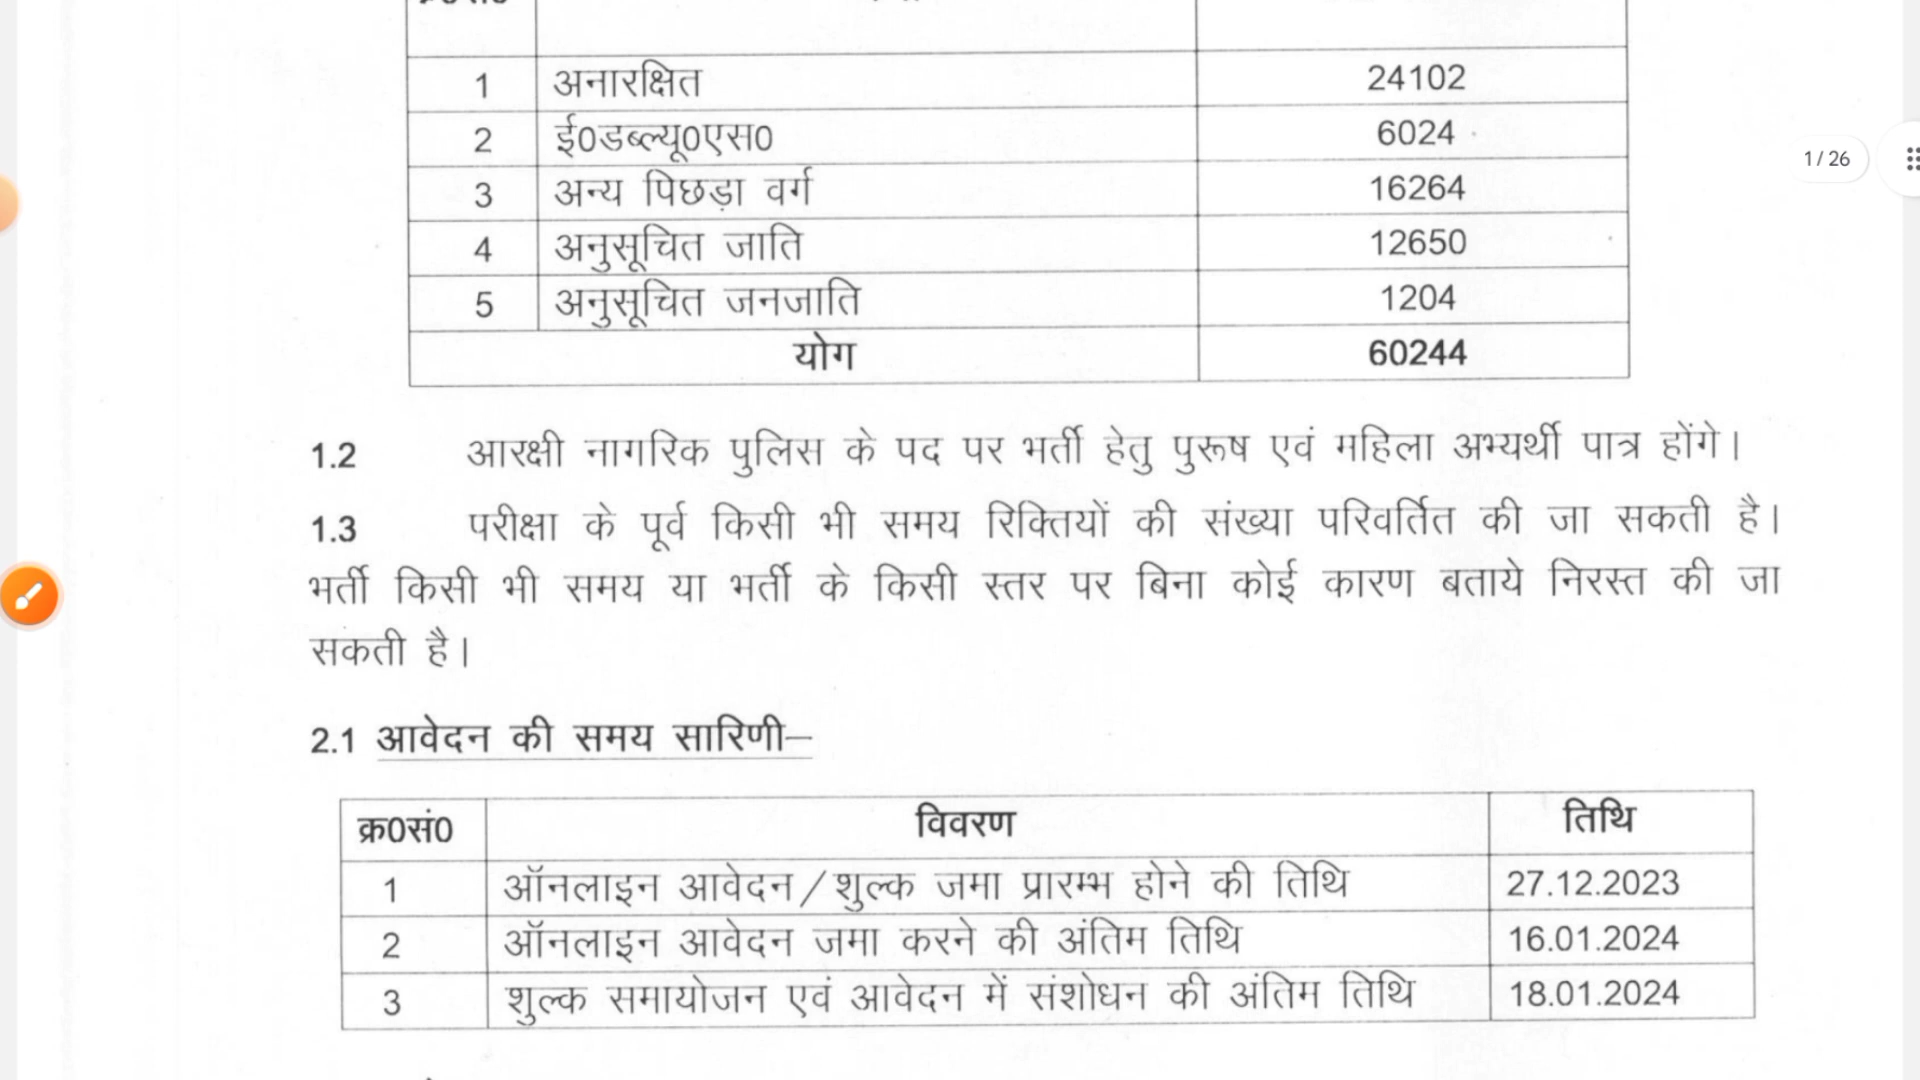 1 अनारक्षित 24102
2 ई0डब्ल्यू0एस0 6024
1 / 26
3 अन्य पिछड़ा वर्ग 16264
4 अनुसूचित जाति 12650
5 अनुसूचित जनजाति 1204
योग 60244
1.2 आरक्षी नागरिक पुलिस के पद पर भर्ती हेतु पुरूष एवं महिला अभ्यर्थी पात्र होंगे।
1.3 परीक्षा के पूर्व किसी भी समय रिक्तियों की संख्या परिवर्तित की जा सकती है।
भर्ती किसी भी समय या भर्ती के किसी स्तर पर बिना कोई कारण बताये निरस्त की जा
सकती है।
2.1 आवेदन की समय सारिणी–
क्र0सं0 विवरण तिथि
1 ऑनलाइन आवेदन/शुल्क जमा प्रारम्भ होने की तिथि 27.12.2023
2 ऑनलाइन आवेदन जमा करने की अंतिम तिथि 16.01.2024
3 शुल्क समायोजन एवं आवेदन में संशोधन की अंतिम तिथि 18.01.2024